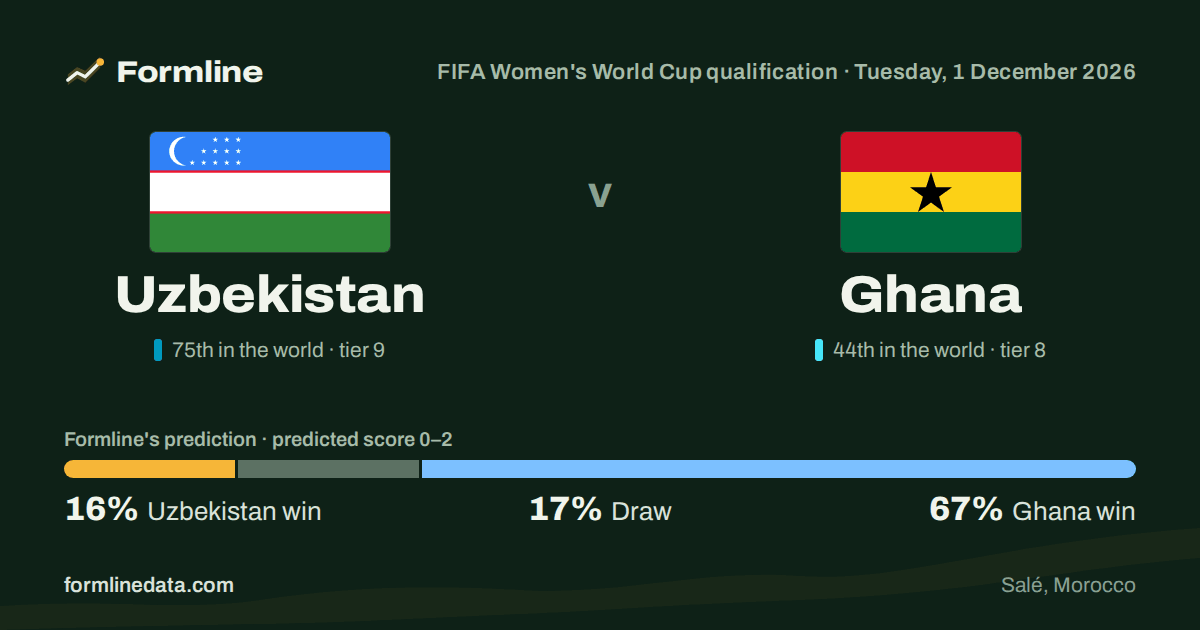 Formline
FIFA Women's World Cup qualification · Tuesday, 1 December 2026
V
Uzbekistan
Ghana
75th in the world · tier 9
44th in the world · tier 8
Formline's prediction · predicted score 0–2
16% Uzbekistan win
17% Draw
67% Ghana win
formlinedata.com
Salé, Morocco